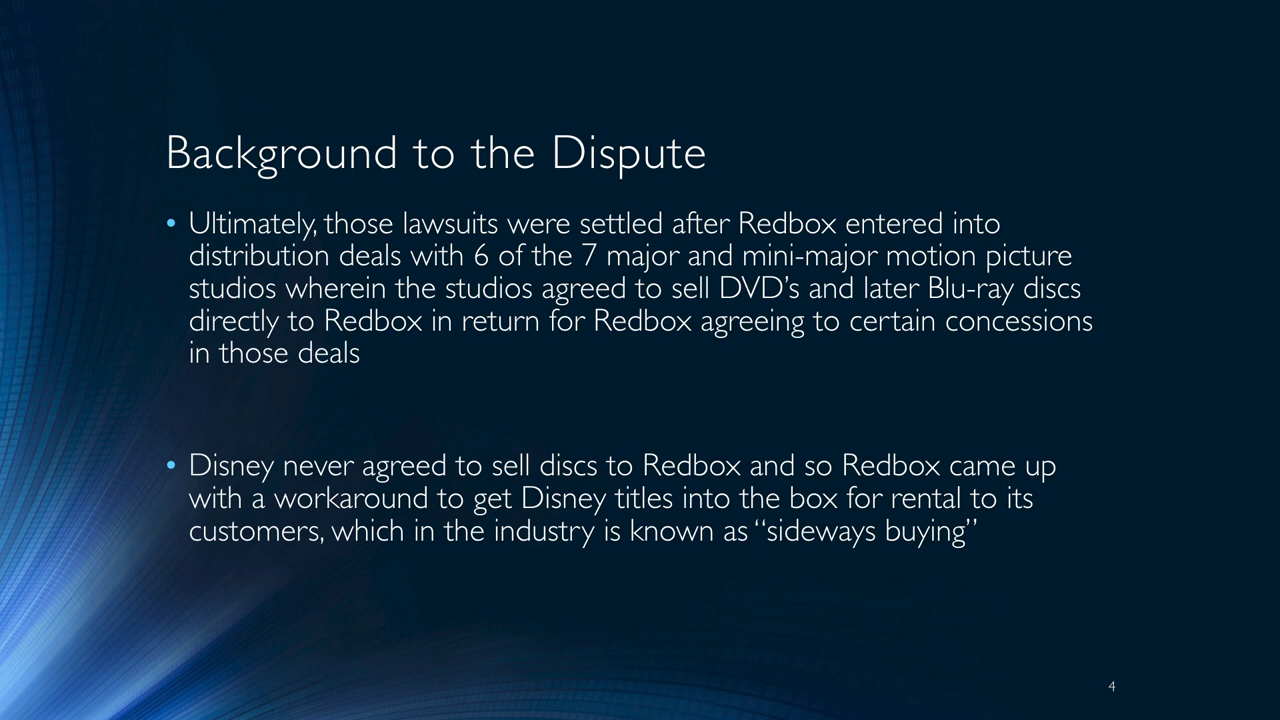 Background to the Dispute
• Ultimately, those lawsuits were settled after Redbox entered into
distribution deals with 6 of the 7 major and mini-major motion picture
studios wherein the studios agreed to sell DVD’s and later Blu-ray discs
directly to Redbox in return for Redbox agreeing to certain concessions
in those deals
• Disney never agreed to sell discs to Redbox and so Redbox came up
with a workaround to get Disney titles into the box for rental to its
customers, which in the industry is known as “sideways buying”
4